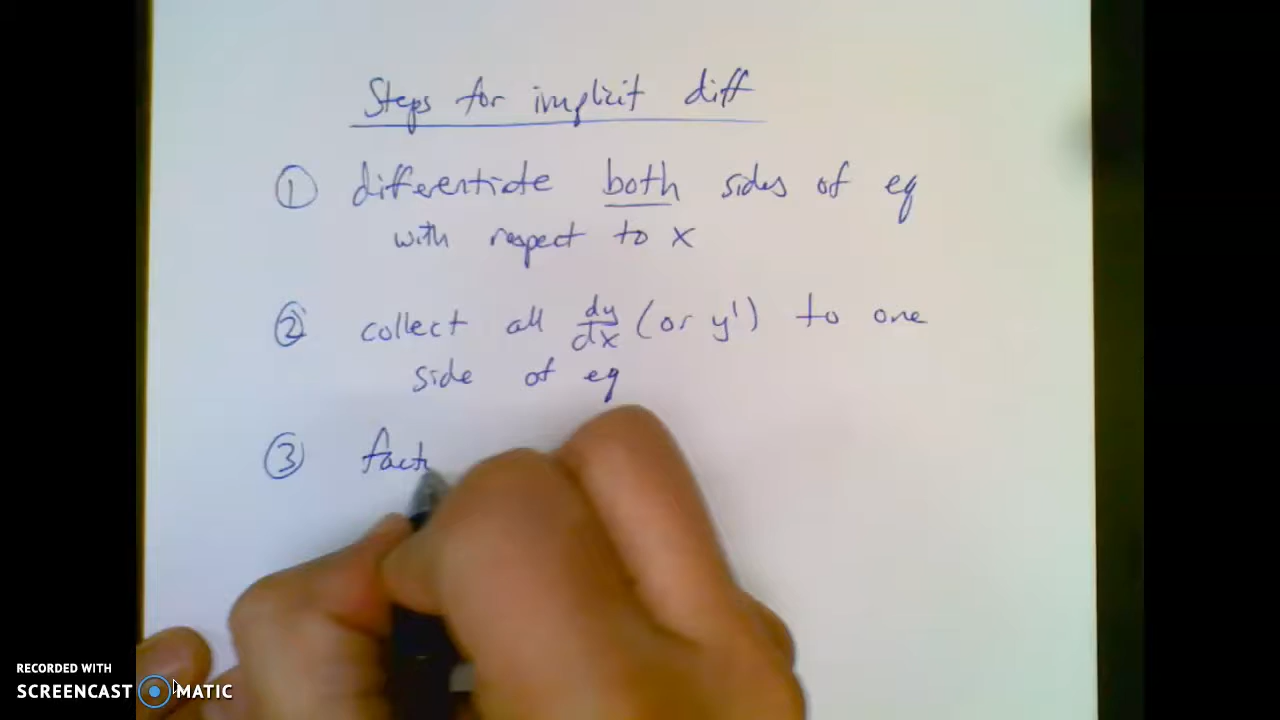 Steps for implicit diff
① differentiate both sides of eq
with respect to x
② collect all dy/dx (or y') to one
side of eq
③ fact
RECORDED WITH
SCREENCAST MATIC